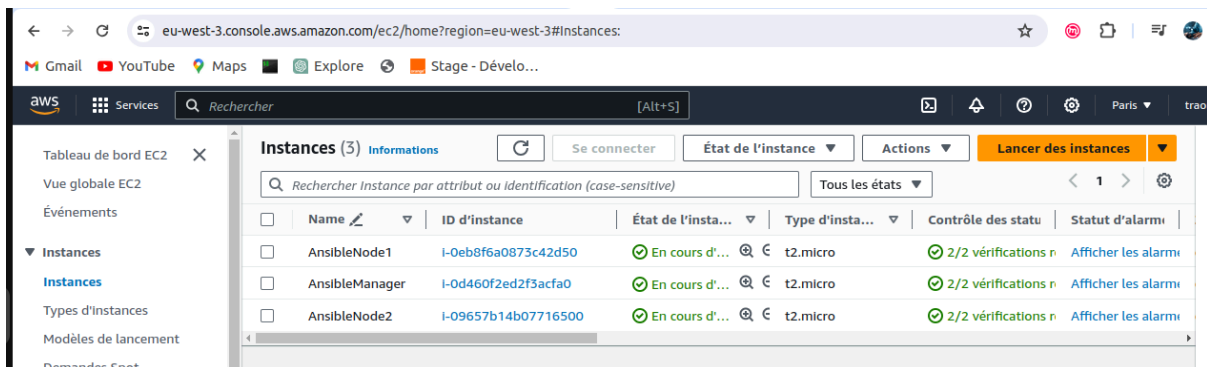 eu-west-3.console.aws.amazon.com/ec2/home?region=eu-west-3#Instances:
Gmail YouTube Maps Explore Stage - Dévelo...
aws Services Rechercher [Alt+S] Paris trao
Tableau de bord EC2
Vue globale EC2
Événements
Instances
Instances
Types d'instances
Modèles de lancement
Demandes Spot
Instances (3) Informations Se connecter État de l'instance Actions Lancer des instances
Rechercher Instance par attribut ou identification (case-sensitive) Tous les états 1
Name ID d'instance État de l'insta... Type d'insta... Contrôle des statu Statut d'alarme
AnsibleNode1 i-0eb8f6a0873c42d50 En cours d'... t2.micro 2/2 vérifications r Afficher les alarme
AnsibleManager i-0d460f2ed2f3acfa0 En cours d'... t2.micro 2/2 vérifications r Afficher les alarme
AnsibleNode2 i-09657b14b07716500 En cours d'... t2.micro 2/2 vérifications r Afficher les alarme